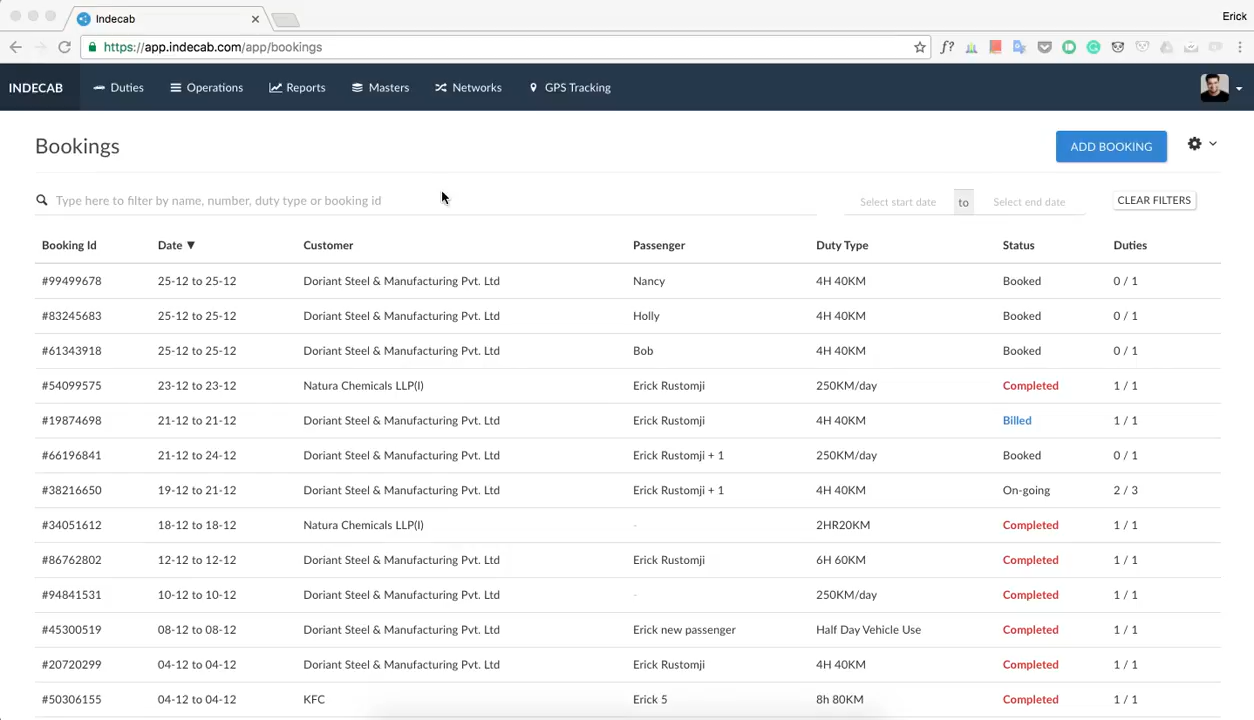 Indecab
Erick
https://app.indecab.com/app/bookings
f?
INDECAB Duties Operations Reports Masters Networks GPS Tracking
Bookings
ADD BOOKING
Type here to filter by name, number, duty type or booking id
Select start date to Select end date
CLEAR FILTERS
Booking Id Date ▼ Customer Passenger Duty Type Status Duties
#99499678 25-12 to 25-12 Doriant Steel & Manufacturing Pvt. Ltd Nancy 4H 40KM Booked 0 / 1
#83245683 25-12 to 25-12 Doriant Steel & Manufacturing Pvt. Ltd Holly 4H 40KM Booked 0 / 1
#61343918 25-12 to 25-12 Doriant Steel & Manufacturing Pvt. Ltd Bob 4H 40KM Booked 0 / 1
#54099575 23-12 to 23-12 Natura Chemicals LLP(I) Erick Rustomji 250KM/day Completed 1 / 1
#19874698 21-12 to 21-12 Doriant Steel & Manufacturing Pvt. Ltd Erick Rustomji 4H 40KM Billed 1 / 1
#66196841 21-12 to 24-12 Doriant Steel & Manufacturing Pvt. Ltd Erick Rustomji + 1 250KM/day Booked 0 / 1
#38216650 19-12 to 21-12 Doriant Steel & Manufacturing Pvt. Ltd Erick Rustomji + 1 4H 40KM On-going 2 / 3
#34051612 18-12 to 18-12 Natura Chemicals LLP(I) - 2HR20KM Completed 1 / 1
#86762802 12-12 to 12-12 Doriant Steel & Manufacturing Pvt. Ltd Erick Rustomji 6H 60KM Completed 1 / 1
#94841531 10-12 to 10-12 Doriant Steel & Manufacturing Pvt. Ltd - 250KM/day Completed 1 / 1
#45300519 08-12 to 08-12 Doriant Steel & Manufacturing Pvt. Ltd Erick new passenger Half Day Vehicle Use Completed 1 / 1
#20720299 04-12 to 04-12 Doriant Steel & Manufacturing Pvt. Ltd Erick Rustomji 4H 40KM Completed 1 / 1
#50306155 04-12 to 04-12 KFC Erick 5 8h 80KM Completed 1 / 1